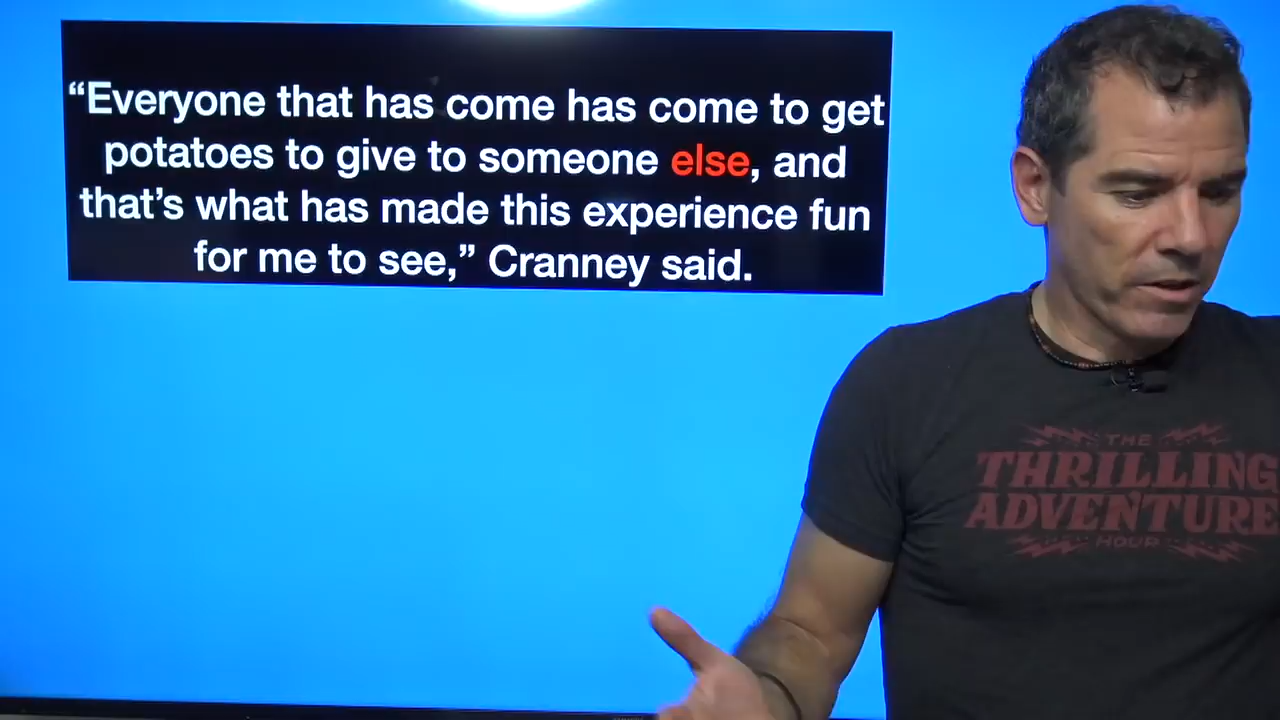 “Everyone that has come has come to get
potatoes to give to someone else, and
that’s what has made this experience fun
for me to see,” Cranney said.
THE
THRILLING
ADVENTURE
HOUR